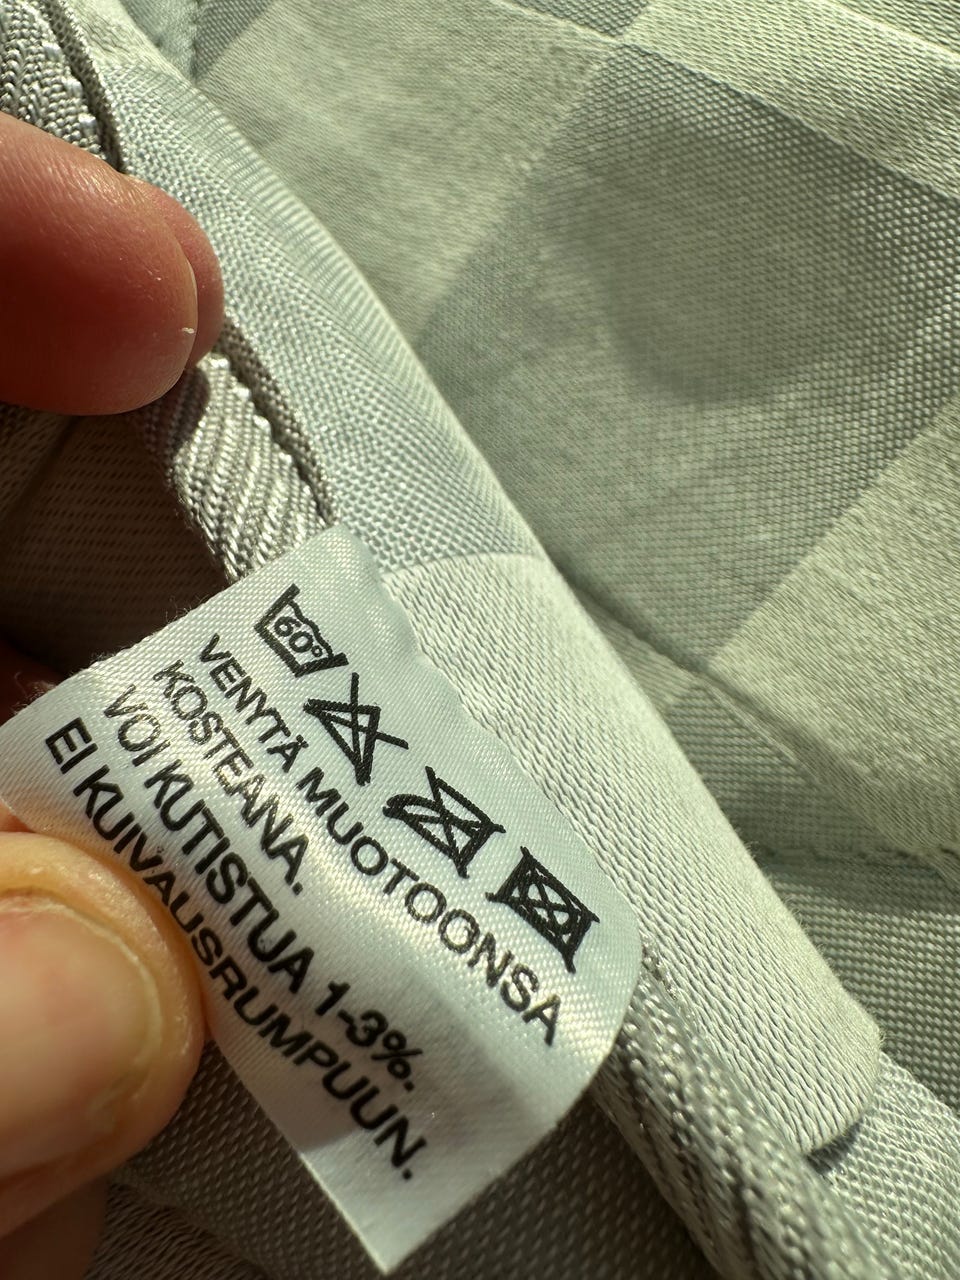 60°
VENYTÄ MUOTOONSA
KOSTEANA.
VOI KUTISTUA 1-3%.
EI KUIVAUSRUMPUUN.